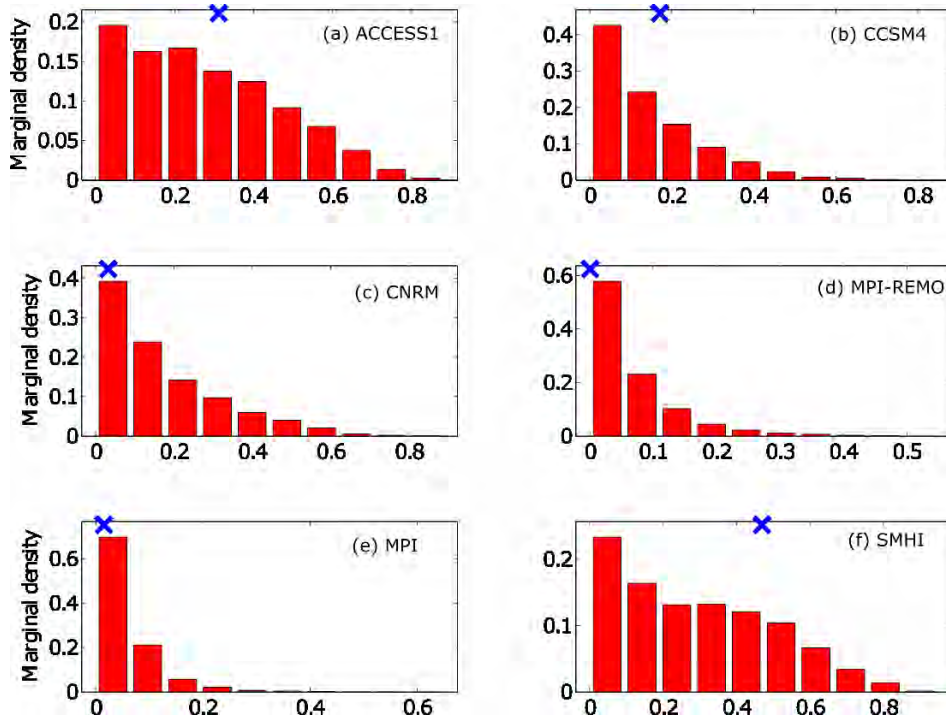 0.2
0.15
0.1
0.05
0
Marginal density
(a) ACCESS1
0 0.2 0.4 0.6 0.8
0.4
0.3
0.2
0.1
0
(b) CCSM4
0 0.2 0.4 0.6 0.8
0.4
0.3
0.2
0.1
0
Marginal density
(c) CNRM
0 0.2 0.4 0.6 0.8
0.6
0.4
0.2
0
(d) MPI-REMO
0 0.1 0.2 0.3 0.4 0.5
0.6
0.4
0.2
0
Marginal density
(e) MPI
0 0.2 0.4 0.6
0.2
0.1
0
(f) SMHI
0 0.2 0.4 0.6 0.8